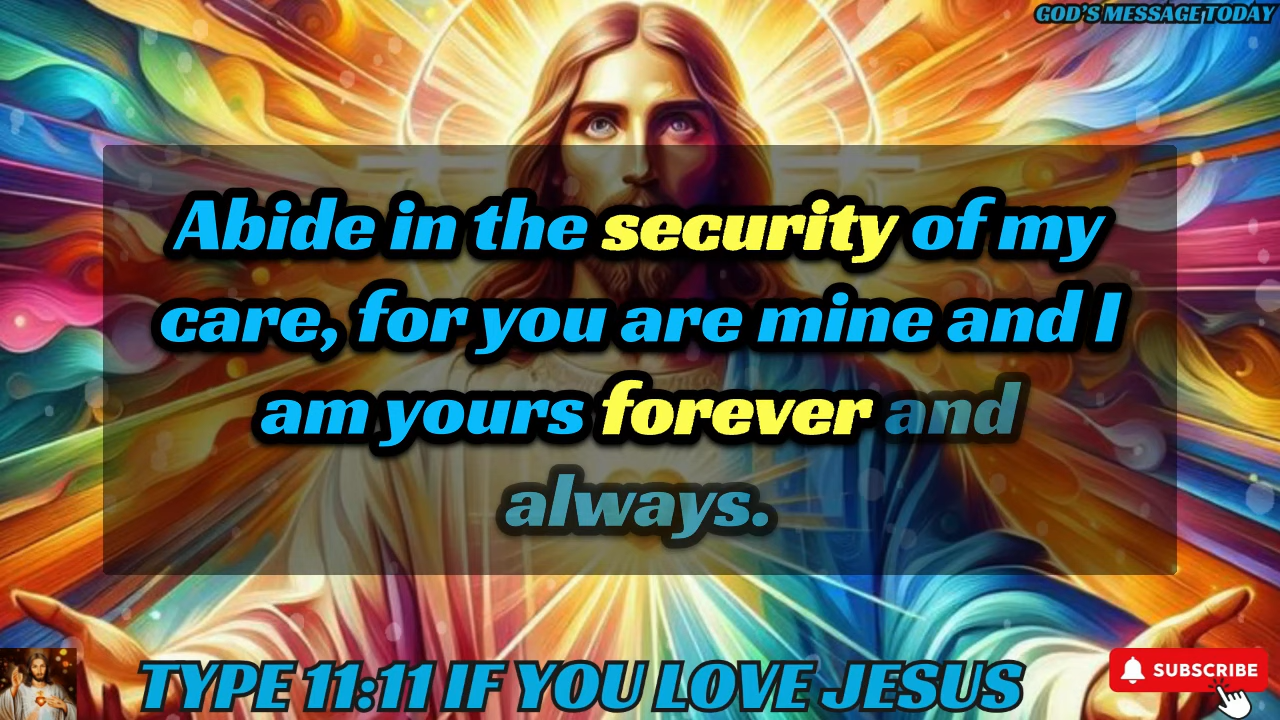 GOD'S MESSAGE TODAY
Abide in the security of my
care, for you are mine and I
am yours forever and
always.
TYPE 11:11 IF YOU LOVE JESUS
SUBSCRIBE